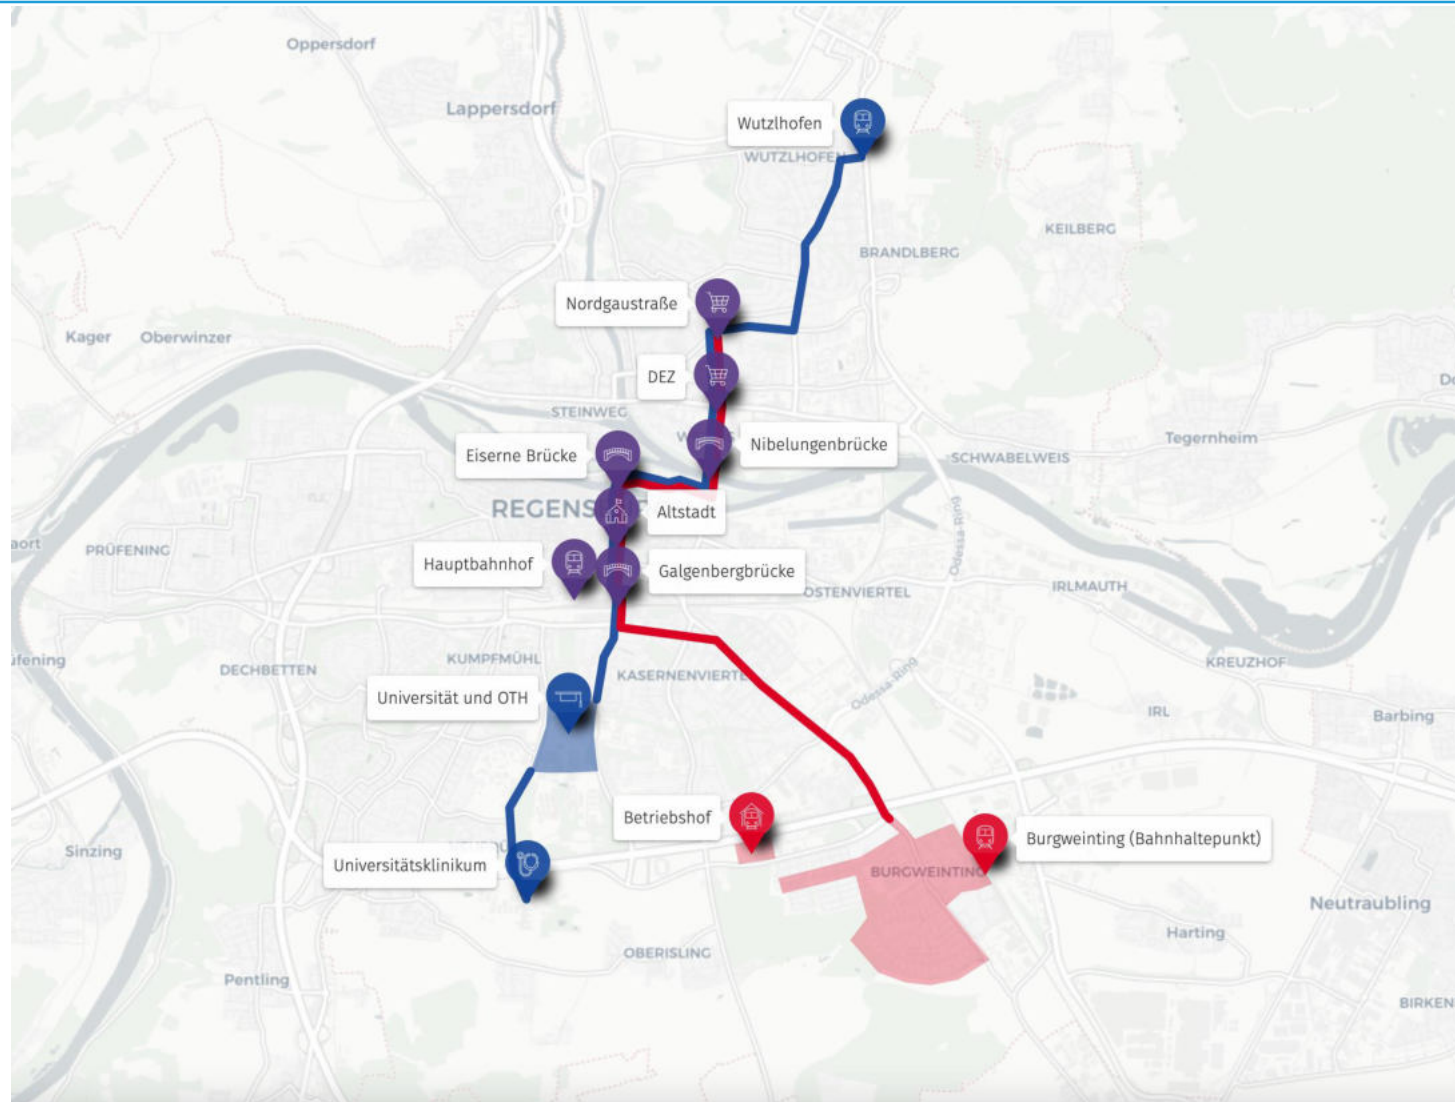 Oppersdorf
Lappersdorf
Wutzlhofen
WUTZLHOFEN
KEILBERG
BRANDLBERG
Nordgaustraße
Kager
Oberwinzer
DEZ
STEINWEG
Tegernheim
Nibelungenbrücke
Eiserne Brücke
SCHWABELWEIS
REGENS
Altstadt
Odessa-Ring
PRÜFENING
Hauptbahnhof
Galgenbergbrücke
OSTENVIERTEL
IRLMAUTH
KUMPFMÜHL
KREUZHOF
DECHBETTEN
KASERNENVIERTE
Odessa-Ring
Universität und OTH
IRL
Barbing
Betriebshof
Burgweinting (Bahnhaltepunkt)
Sinzing
Universitätsklinikum
BURGWEINTING
Neutraubling
Harting
OBERISLING
Pentling
BIRKEN